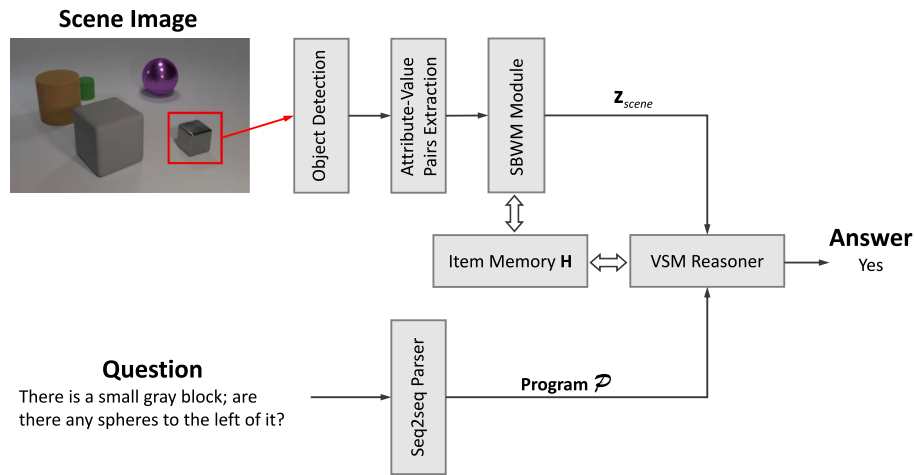 Scene Image
Object Detection
Attribute-Value
Pairs Extraction
SBWM Module
z_scene
Item Memory H
VSM Reasoner
Answer
Yes
Question
There is a small gray block; are
there any spheres to the left of it?
Seq2seq Parser
Program 𝒫